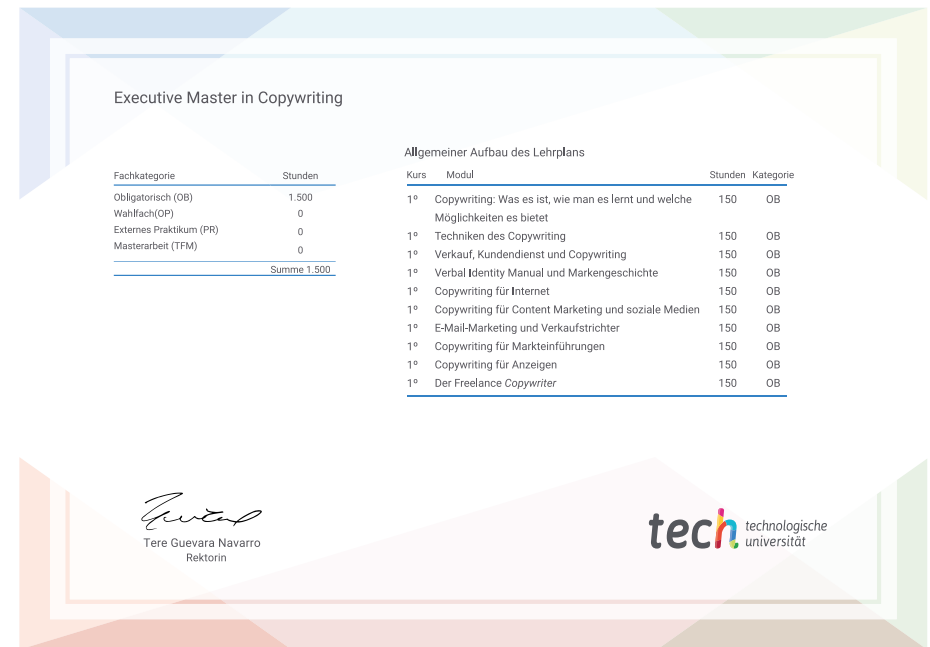 Executive Master in Copywriting
Fachkategorie Stunden
Obligatorisch (OB) 1.500
Wahlfach(OP) 0
Externes Praktikum (PR) 0
Masterarbeit (TFM) 0
Summe 1.500
Allgemeiner Aufbau des Lehrplans
Kurs Modul Stunden Kategorie
1º Copywriting: Was es ist, wie man es lernt und welche 150 OB
Möglichkeiten es bietet
1º Techniken des Copywriting 150 OB
1º Verkauf, Kundendienst und Copywriting 150 OB
1º Verbal Identity Manual und Markengeschichte 150 OB
1º Copywriting für Internet 150 OB
1º Copywriting für Content Marketing und soziale Medien 150 OB
1º E-Mail-Marketing und Verkaufstrichter 150 OB
1º Copywriting für Markteinführungen 150 OB
1º Copywriting für Anzeigen 150 OB
1º Der Freelance Copywriter 150 OB
Tere Guevara Navarro
Rektorin
tech technologische
universität